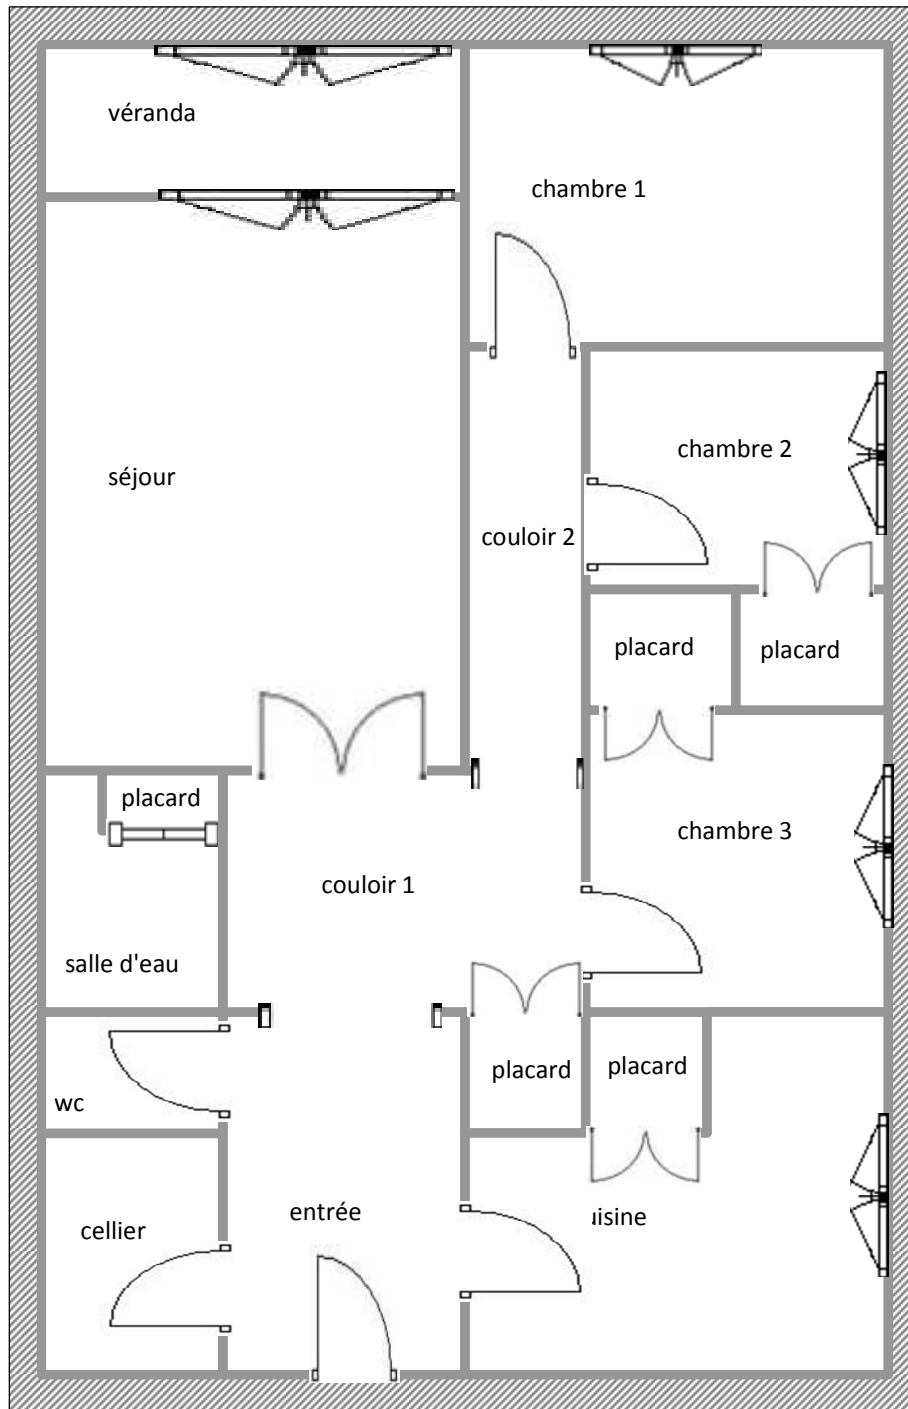 véranda
chambre 1
séjour
chambre 2
couloir 2
placard
placard
placard
chambre 3
couloir 1
salle d'eau
placard
placard
wc
entrée
uisine
cellier